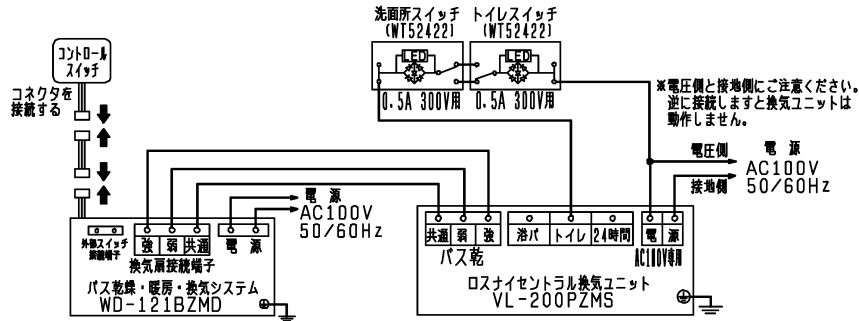 洗面所スイッチ
(WT52422)
トイレスイッチ
(WT52422)
LED
LED
0.5A 300V用
0.5A 300V用
コントロール
スイッチ
コネクタを
接続する
※電圧側と接地側にご注意ください。
逆に接続しますと換気ユニットは
動作しません。
電圧側
接地側
電 源
AC100V
50/60Hz
電 源
AC100V
50/60Hz
外部スイッチ
接続端子
強 弱 共通
電 源
換気扇接続端子
バス乾燥・暖房・換気システム
WD-121BZMD
共通 弱 強
バス乾
浴バ トイレ 24時間
電 源
AC100V専用
ロスナイセントラル換気ユニット
VL-200PZMS